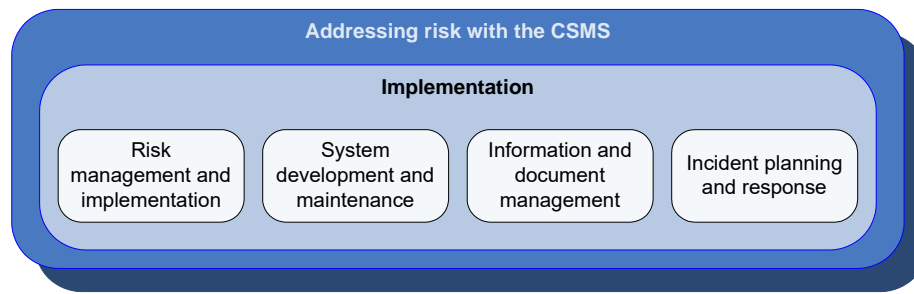 Addressing risk with the CSMS
Implementation
Risk
management and
implementation
System
development and
maintenance
Information and
document
management
Incident planning
and response